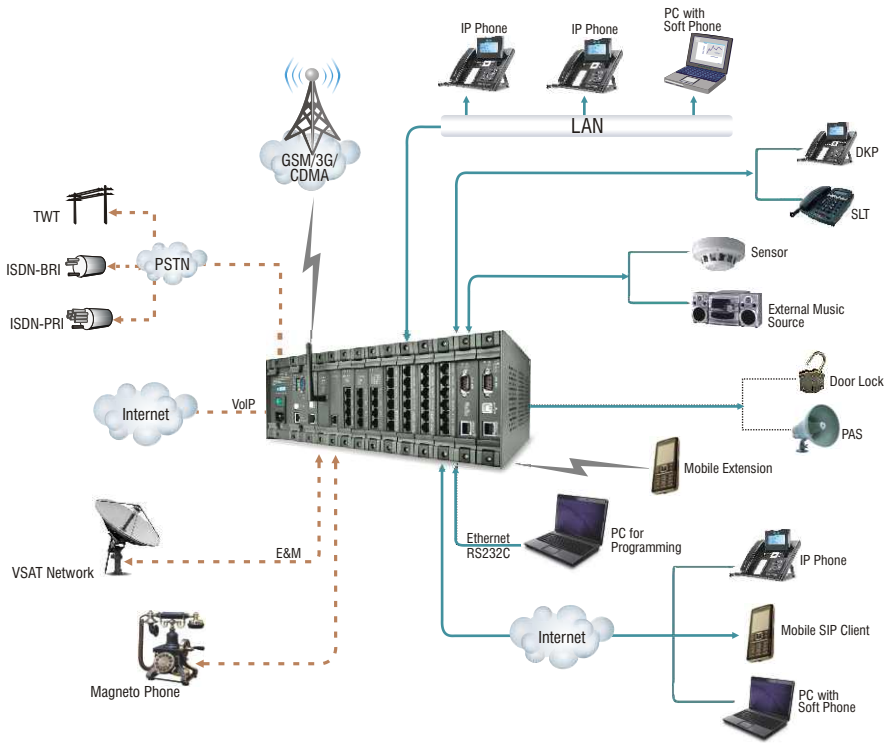 PC with
Soft Phone
IP Phone
IP Phone
LAN
GSM/3G/
CDMA
DKP
SLT
TWT
PSTN
ISDN-BRI
ISDN-PRI
Sensor
External Music
Source
Door Lock
Internet
VoIP
PAS
Mobile Extension
Ethernet
RS232C
PC for
Programming
E&M
VSAT Network
IP Phone
Internet
Mobile SIP Client
Magneto Phone
PC with
Soft Phone